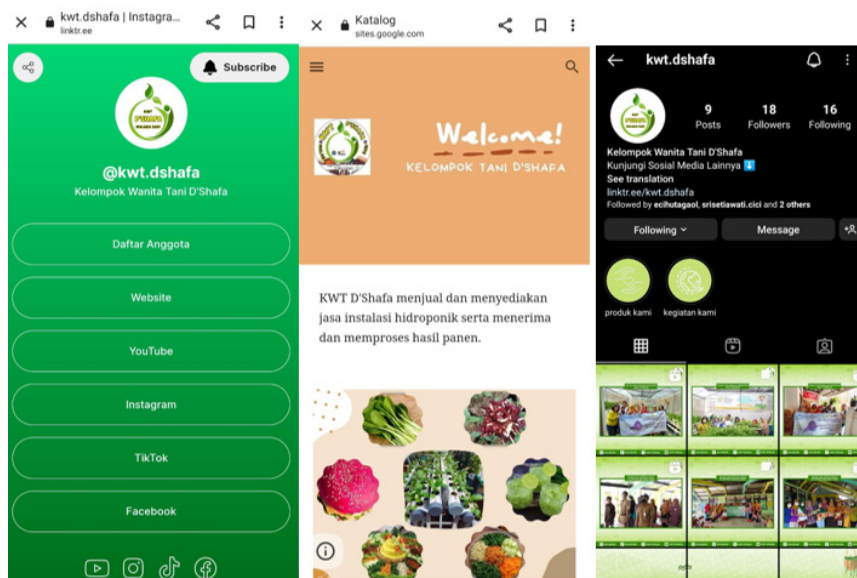 kwt.dshafa | Instagra...
linktr.ee
Subscribe
KWT
D'SHAFA
@kwt.dshafa
Kelompok Wanita Tani D'Shafa
Daftar Anggota
Website
YouTube
Instagram
TikTok
Facebook
Katalog
sites.google.com
Welcome!
KELOMPOK TANI D'SHAFA
KWT D'Shafa menjual dan menyediakan
jasa instalasi hidroponik serta menerima
dan memproses hasil panen.
kwt.dshafa
D'SHAFA
9
Posts
18
Followers
16
Following
Kelompok Wanita Tani D'Shafa
Kunjungi Sosial Media Lainnya
See translation
linktr.ee/kwt.dshafa
Followed by ecihutagaol, srisetiawati.cici and 2 others
Following
Message
produk kami
kegiatan kami